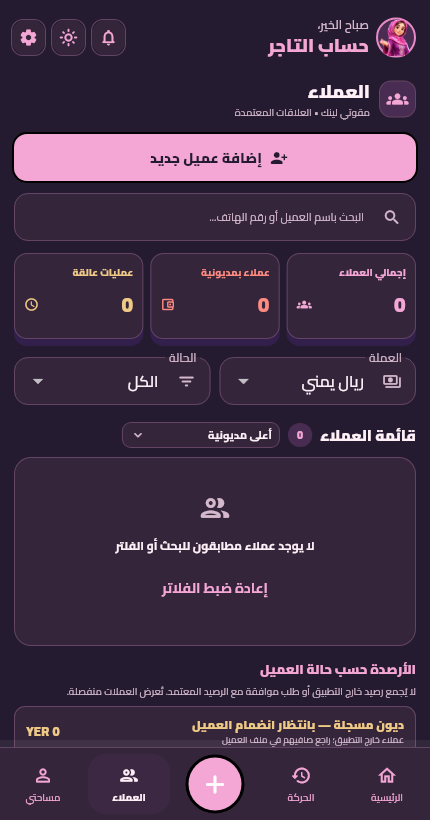 صباح الخير،
حساب التاجر
العملاء
مقوتي لينك • العلاقات المعتمدة
إضافة عميل جديد
البحث باسم العميل أو رقم الهاتف...
إجمالي العملاء
0
عملاء بمديونية
0
عمليات عالقة
0
العملة
ريال يمني
الحالة
الكل
قائمة العملاء
0
أعلى مديونية
لا يوجد عملاء مطابقون للبحث أو الفلتر
إعادة ضبط الفلاتر
الأرصدة حسب حالة العميل
لا يُجمع رصيد خارج التطبيق أو طلب موافقة مع الرصيد المعتمد. تُعرض العملات منفصلة.
ديون مسجلة — بانتظار انضمام العميل
YER 0
عملاء خارج التطبيق؛ راجع صافيهم في ملف العميل
الرئيسية
الحركة
العملاء
مساحتي